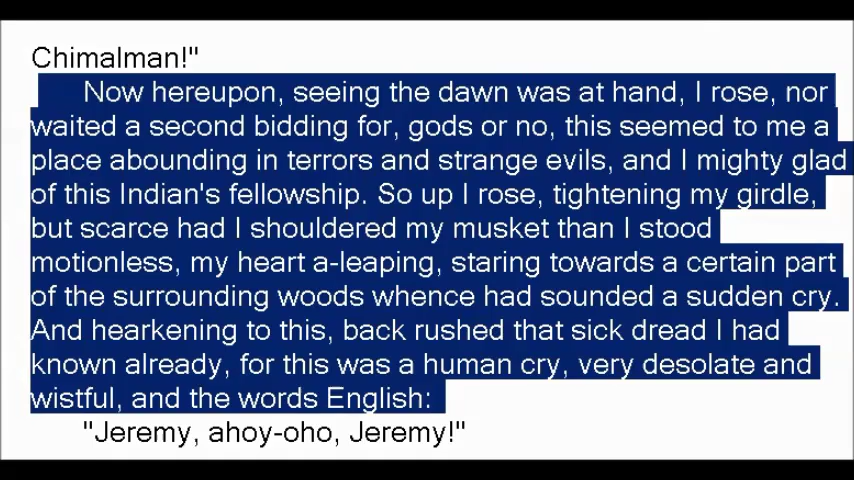 Chimalman!"
Now hereupon, seeing the dawn was at hand, I rose, nor
waited a second bidding for, gods or no, this seemed to me a
place abounding in terrors and strange evils, and I mighty glad
of this Indian's fellowship. So up I rose, tightening my girdle,
but scarce had I shouldered my musket than I stood
motionless, my heart a-leaping, staring towards a certain part
of the surrounding woods whence had sounded a sudden cry.
And hearkening to this, back rushed that sick dread I had
known already, for this was a human cry, very desolate and
wistful, and the words English:
"Jeremy, ahoy-oho, Jeremy!"